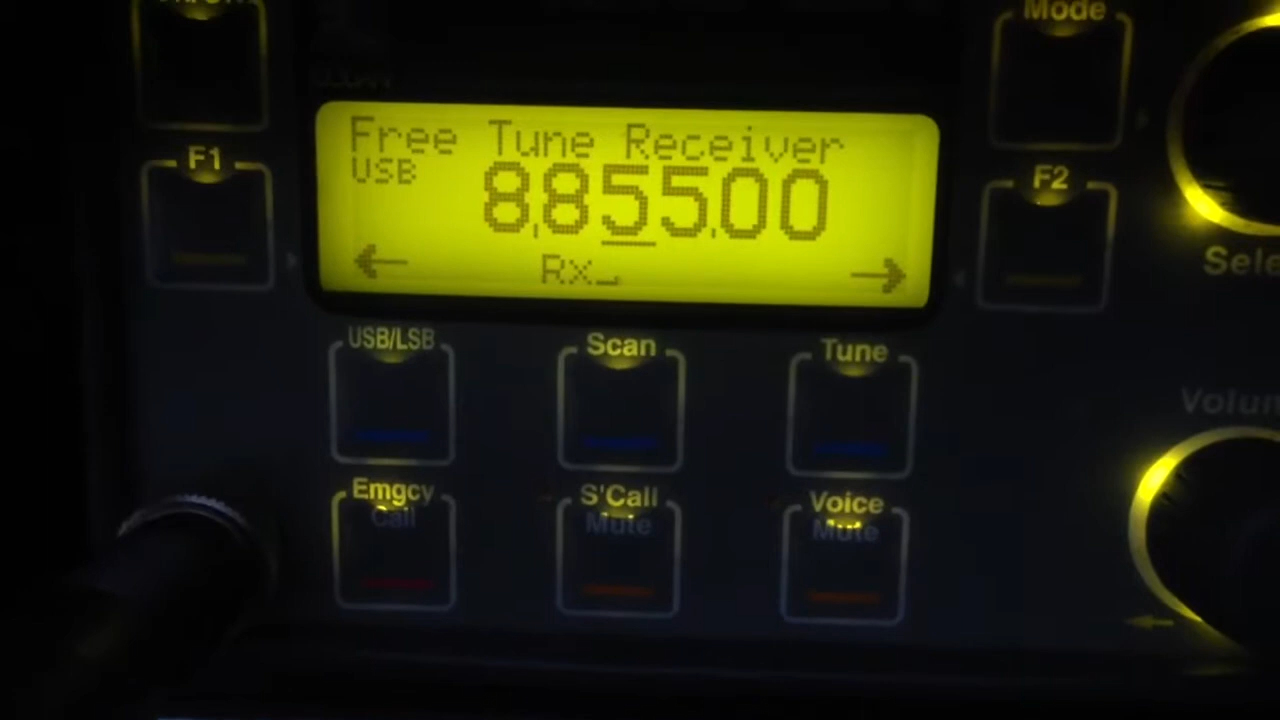 Mode
Free Tune Receiver
F1
USB
8,855.00
F2
RX
Sele
USB/LSB
Scan
Tune
Volum
Emgcy
Call
S'Call
Mute
Voice
Mute